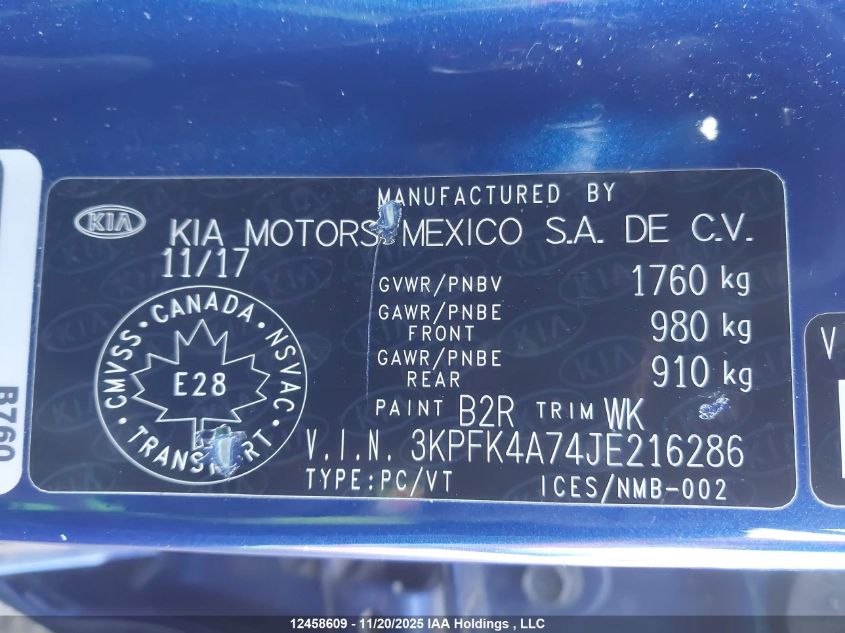 MANUFACTURED BY
KIA
KIA MOTORS MEXICO S.A. DE C.V.
11/17
GVWR/PNBV 1760 kg
GAWR/PNBE FRONT 980 kg
GAWR/PNBE REAR 910 kg
CANADA · NSVAC · TRANSPORT · CMVSS ·
E28
PAINT B2R TRIM WK
V.I.N. 3KPFK4A74JE216286
TYPE:PC/VT ICES/NMB-002
B760
V
12458609 - 11/20/2025 IAA Holdings , LLC